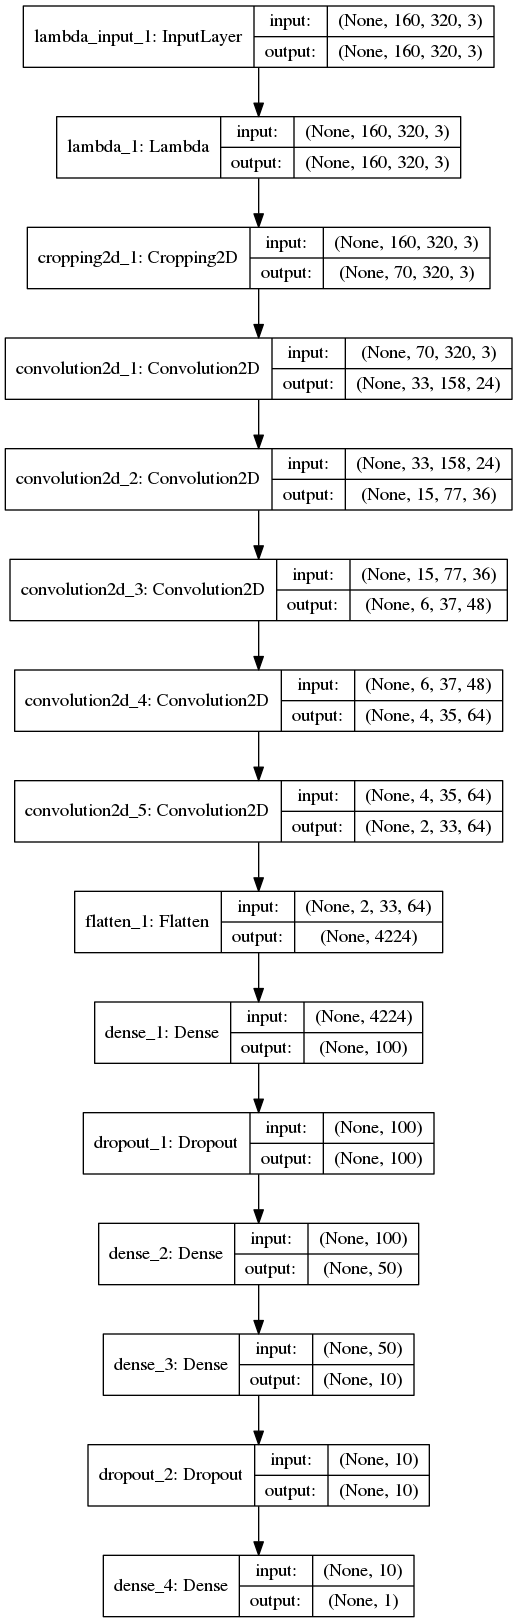 lambda_input_1: InputLayer
input: (None, 160, 320, 3)
output: (None, 160, 320, 3)
lambda_1: Lambda
input: (None, 160, 320, 3)
output: (None, 160, 320, 3)
cropping2d_1: Cropping2D
input: (None, 160, 320, 3)
output: (None, 70, 320, 3)
convolution2d_1: Convolution2D
input: (None, 70, 320, 3)
output: (None, 33, 158, 24)
convolution2d_2: Convolution2D
input: (None, 33, 158, 24)
output: (None, 15, 77, 36)
convolution2d_3: Convolution2D
input: (None, 15, 77, 36)
output: (None, 6, 37, 48)
convolution2d_4: Convolution2D
input: (None, 6, 37, 48)
output: (None, 4, 35, 64)
convolution2d_5: Convolution2D
input: (None, 4, 35, 64)
output: (None, 2, 33, 64)
flatten_1: Flatten
input: (None, 2, 33, 64)
output: (None, 4224)
dense_1: Dense
input: (None, 4224)
output: (None, 100)
dropout_1: Dropout
input: (None, 100)
output: (None, 100)
dense_2: Dense
input: (None, 100)
output: (None, 50)
dense_3: Dense
input: (None, 50)
output: (None, 10)
dropout_2: Dropout
input: (None, 10)
output: (None, 10)
dense_4: Dense
input: (None, 10)
output: (None, 1)